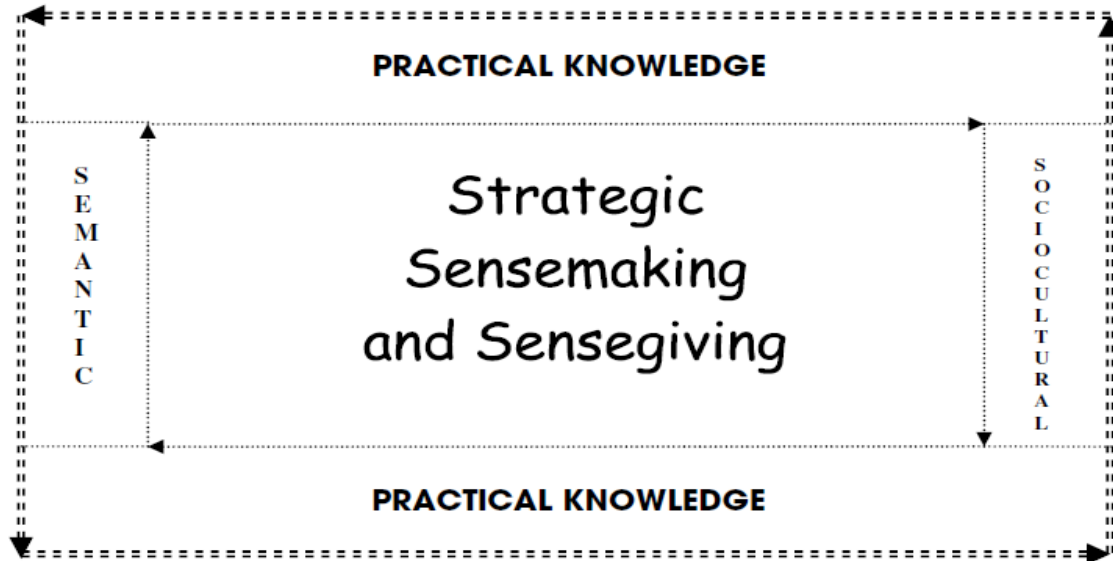 PRACTICAL KNOWLEDGE
SEMANTIC
Strategic
Sensemaking
and Sensegiving
SOCIOCULTURAL
PRACTICAL KNOWLEDGE